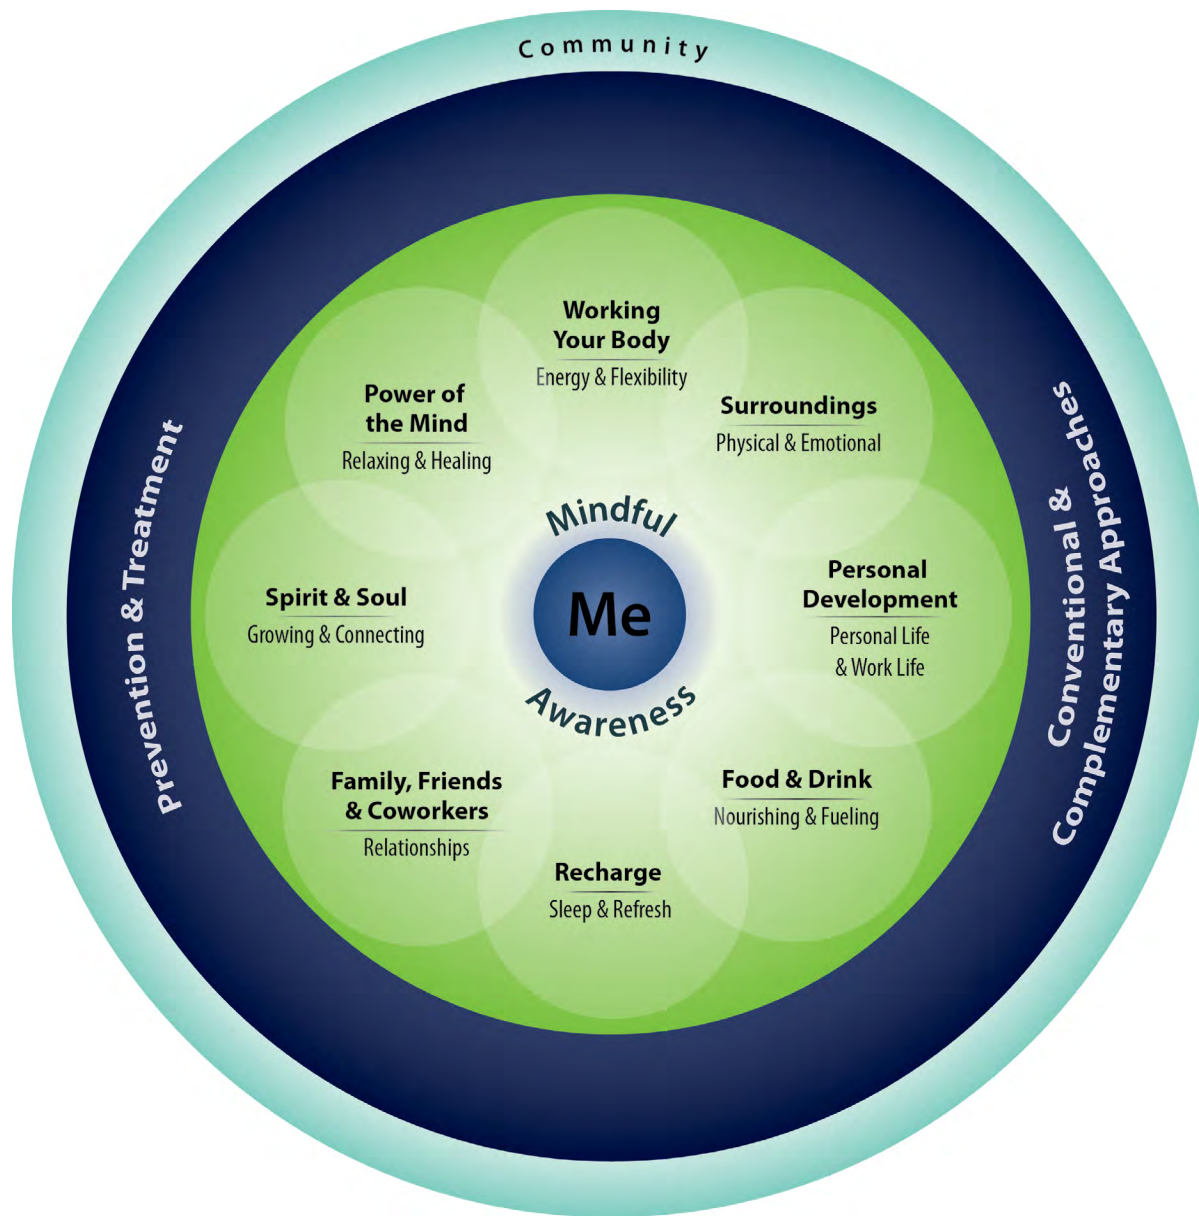 Community
Prevention & Treatment
Conventional &
Complementary Approaches
Working
Your Body
Energy & Flexibility
Surroundings
Physical & Emotional
Personal
Development
Personal Life
& Work Life
Food & Drink
Nourishing & Fueling
Recharge
Sleep & Refresh
Family, Friends
& Coworkers
Relationships
Spirit & Soul
Growing & Connecting
Power of
the Mind
Relaxing & Healing
Mindful
Me
Awareness